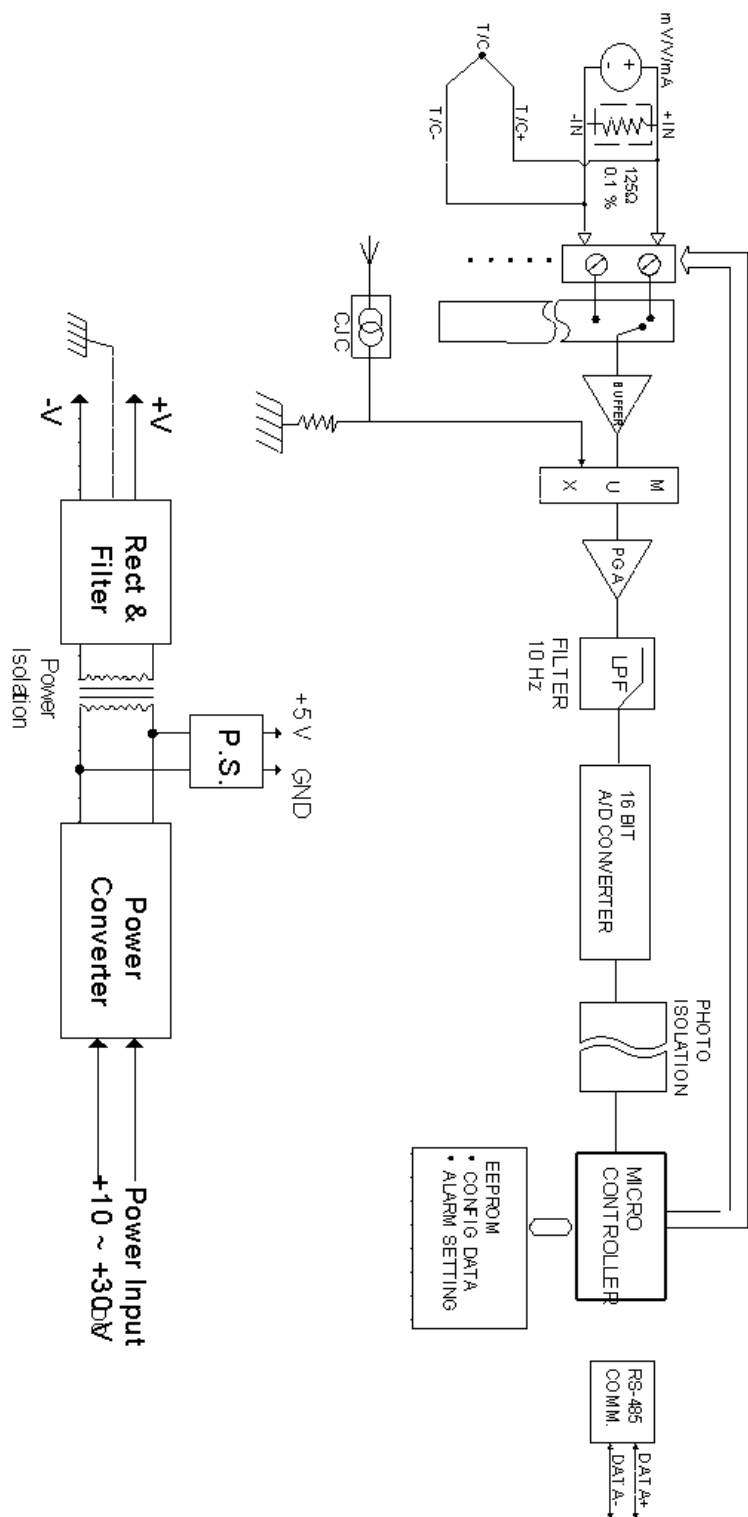 mV/V/mA
+
-
+IN
-IN
125Ω
0.1 %
T/C
T/C+
T/C-
CJC
BUFFER
M
U
X
PGA
LPF
FILTER
10 Hz
16 BIT
A/D CONVERTER
PHOTO
ISOLATION
MICRO
CONTROLLER
EEPROM
• CONFIG DATA
• ALARM SETTING
RS-485
COMM.
DATA+
DATA-
+V
-V
Rect &
Filter
Power
Isolation
+5V
GND
P.S.
Power
Converter
Power Input